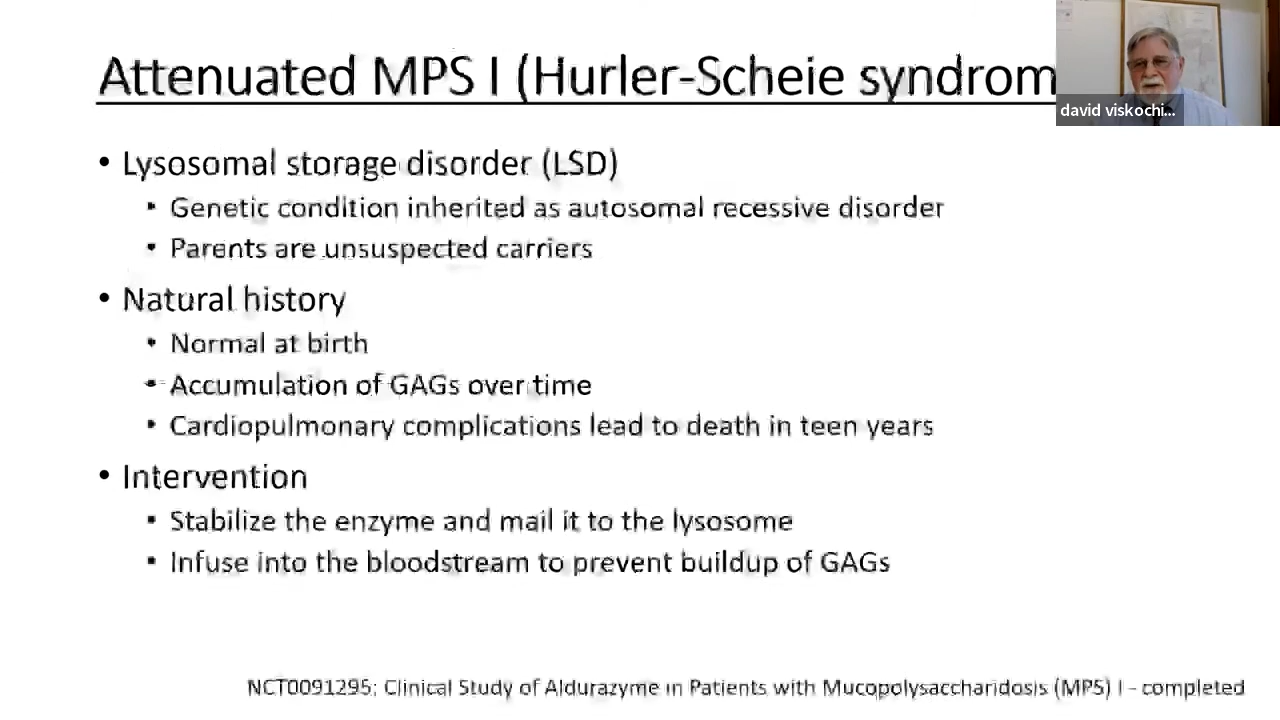 Attenuated MPS I (Hurler-Scheie syndrom
david viskochi...
• Lysosomal storage disorder (LSD)
▪ Genetic condition inherited as autosomal recessive disorder
▪ Parents are unsuspected carriers
• Natural history
▪ Normal at birth
▪ Accumulation of GAGs over time
▪ Cardiopulmonary complications lead to death in teen years
• Intervention
▪ Stabilize the enzyme and mail it to the lysosome
▪ Infuse into the bloodstream to prevent buildup of GAGs
NCT0091295; Clinical Study of Aldurazyme in Patients with Mucopolysaccharidosis (MPS) I - completed